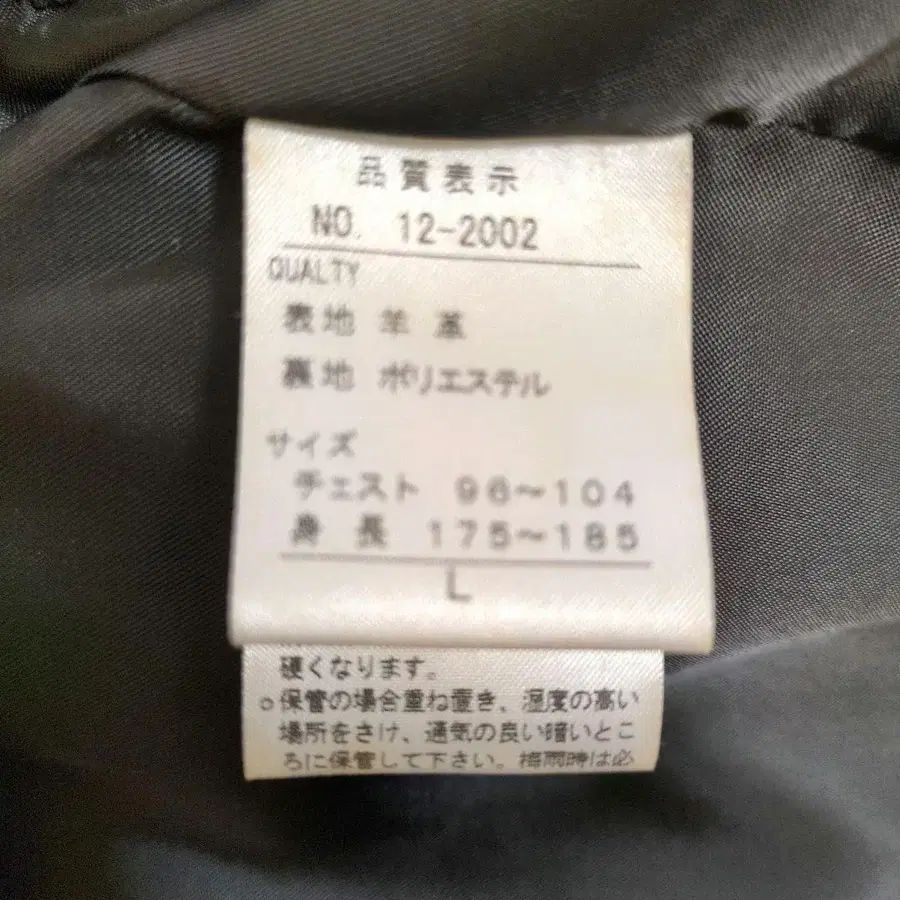 品質表示
NO. 12-2002
QUALTY
表地 羊革
裏地 ポリエステル
サイズ
チェスト 96〜104
身長 175〜185
L
硬くなります。
○保管の場合重ね置き、湿度の高い
場所をさけ、通気の良い暗いとこ
ろに保管して下さい。梅雨時は必